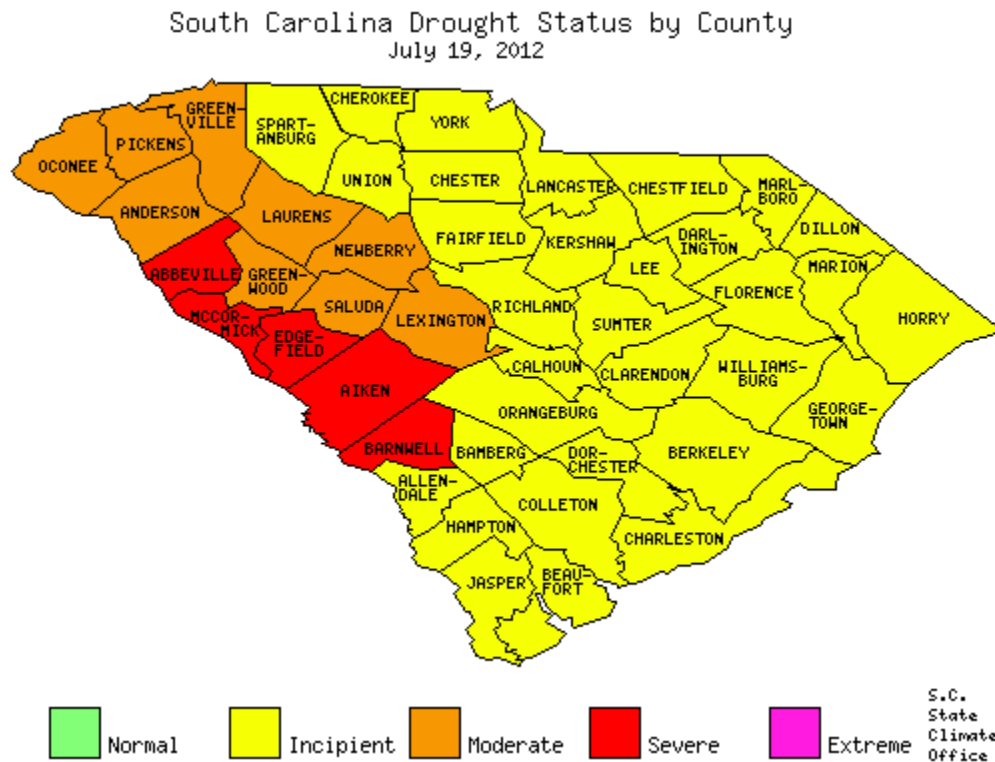 South Carolina Drought Status by County
July 19, 2012
CHEROKEE
GREEN-
VILLE
SPART-
ANBURG
YORK
PICKENS
OCONEE
UNION
CHESTER
LANCASTER
CHESTFIELD
MARL-
BORO
ANDERSON
LAURENS
DILLON
FAIRFIELD
KERSHAW
DARL-
INGTON
NEWBERRY
LEE
MARION
ABBEVILLE
GREEN-
WOOD
FLORENCE
SALUDA
RICHLAND
MCCOR-
MICK
LEXINGTON
SUMTER
HORRY
EDGE-
FIELD
CALHOUN
CLARENDON
WILLIAMS-
BURG
AIKEN
ORANGEBURG
GEORGE-
TOWN
BARNWELL
BAMBERG
DOR-
CHESTER
BERKELEY
ALLEN-
DALE
COLLETON
HAMPTON
CHARLESTON
JASPER
BEAU-
FORT
Normal
Incipient
Moderate
Severe
Extreme
S.C.
State
Climate
Office